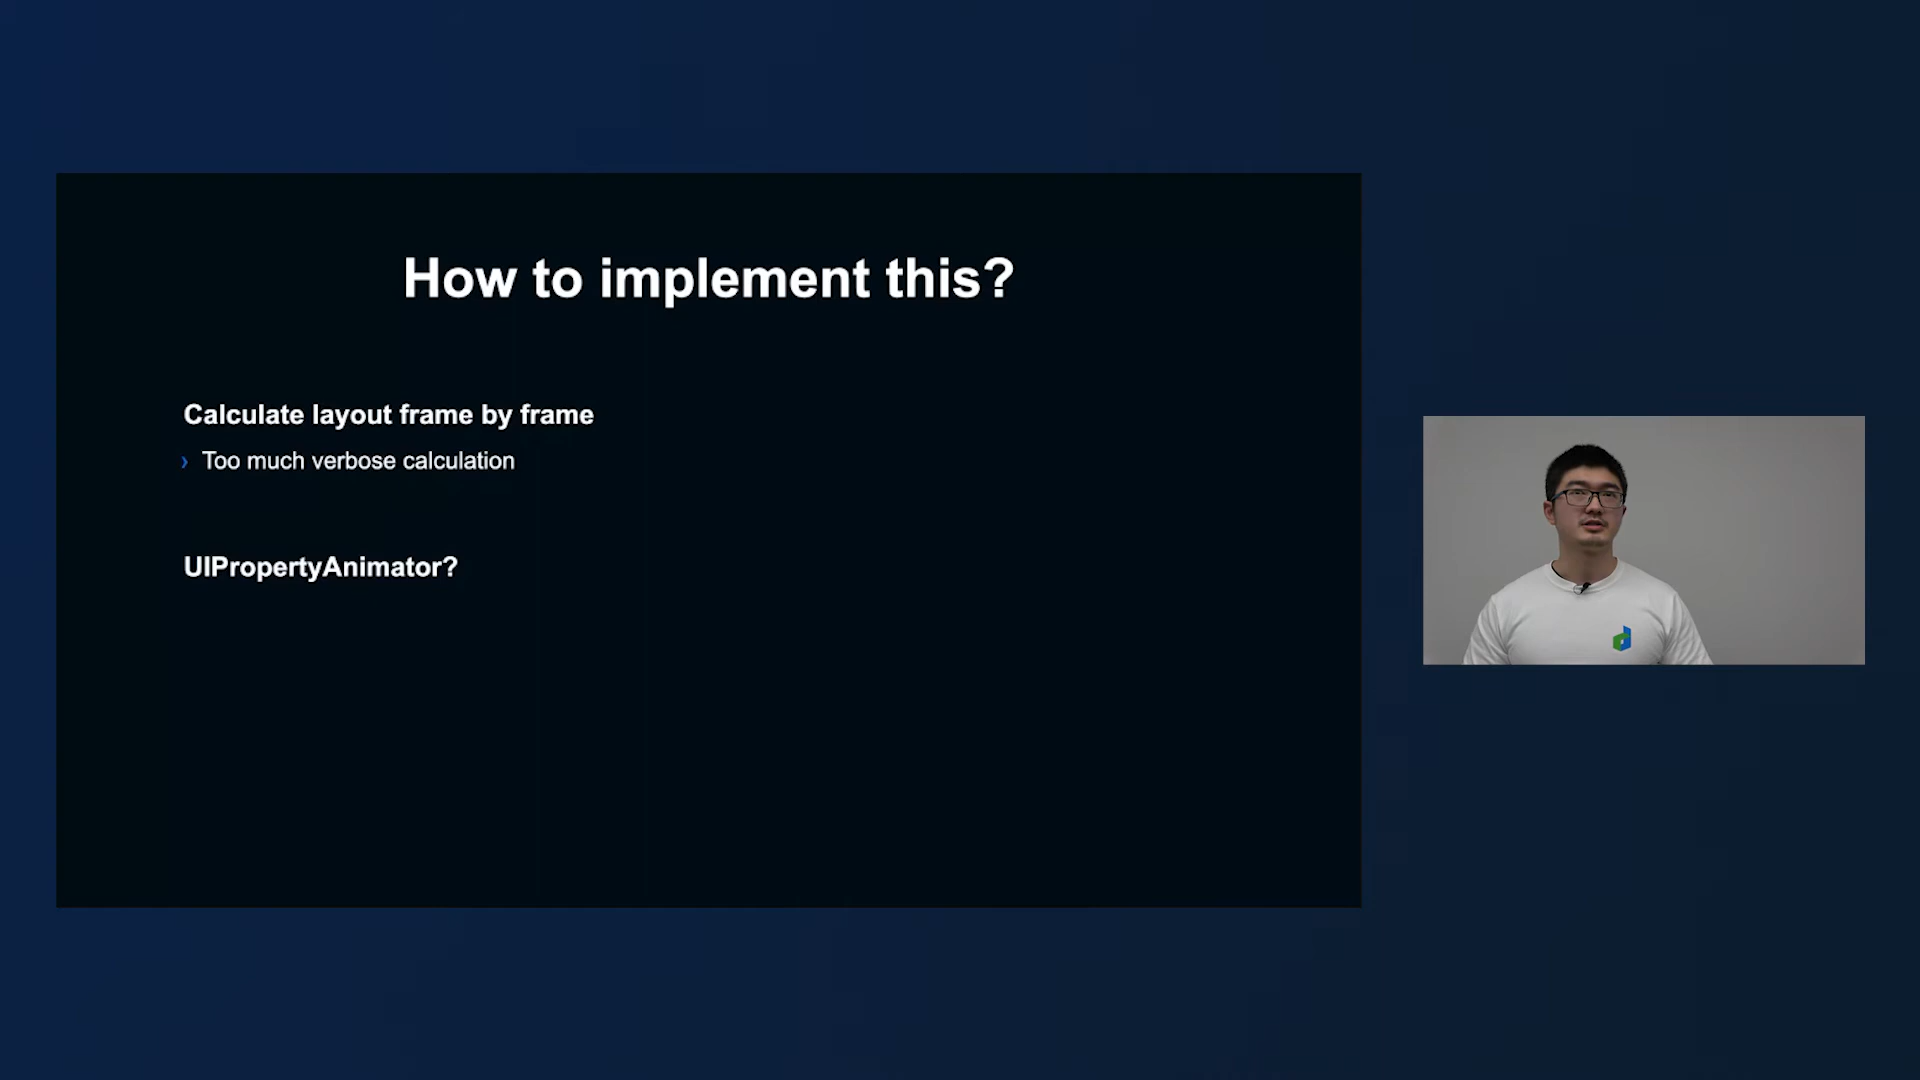 How to implement this?
Calculate layout frame by frame
› Too much verbose calculation
UIPropertyAnimator?